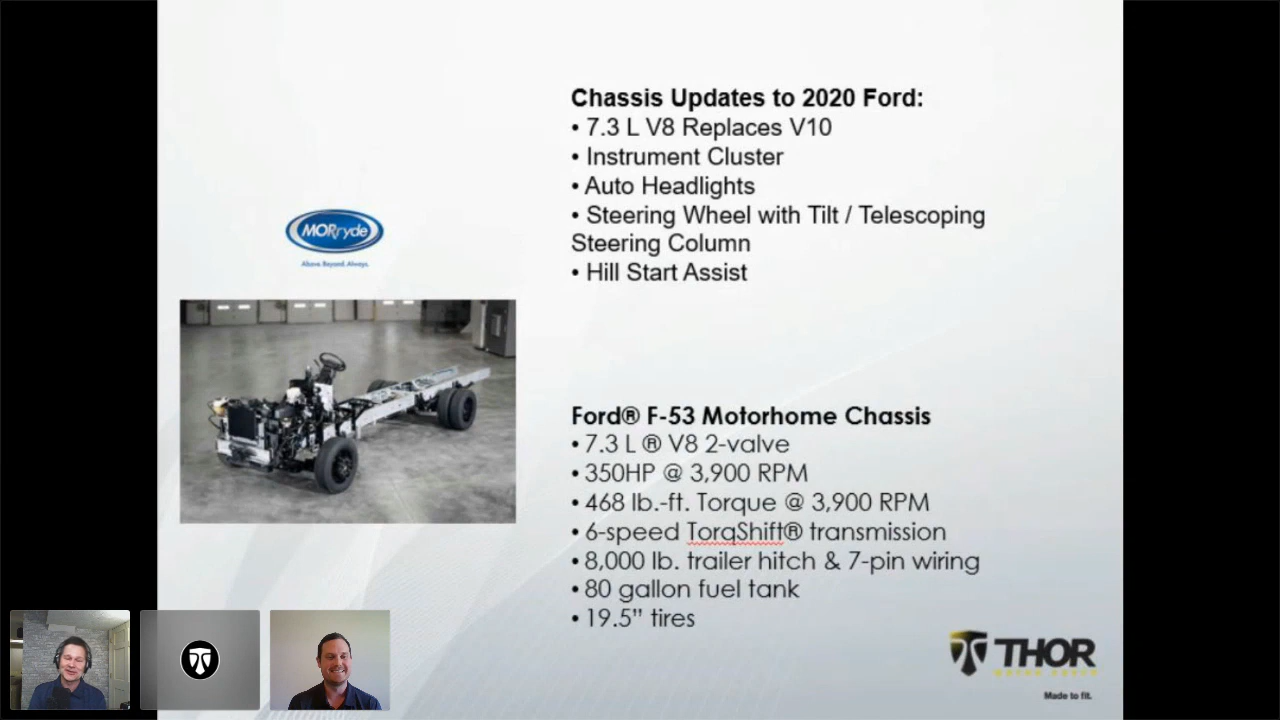 Chassis Updates to 2020 Ford:
• 7.3 L V8 Replaces V10
• Instrument Cluster
• Auto Headlights
• Steering Wheel with Tilt / Telescoping
Steering Column
• Hill Start Assist
MORryde
Above. Beyond. Always.
Ford® F-53 Motorhome Chassis
• 7.3 L ® V8 2-valve
• 350HP @ 3,900 RPM
• 468 lb.-ft. Torque @ 3,900 RPM
• 6-speed TorqShift® transmission
• 8,000 lb. trailer hitch & 7-pin wiring
• 80 gallon fuel tank
• 19.5” tires
THOR
Made to fit.